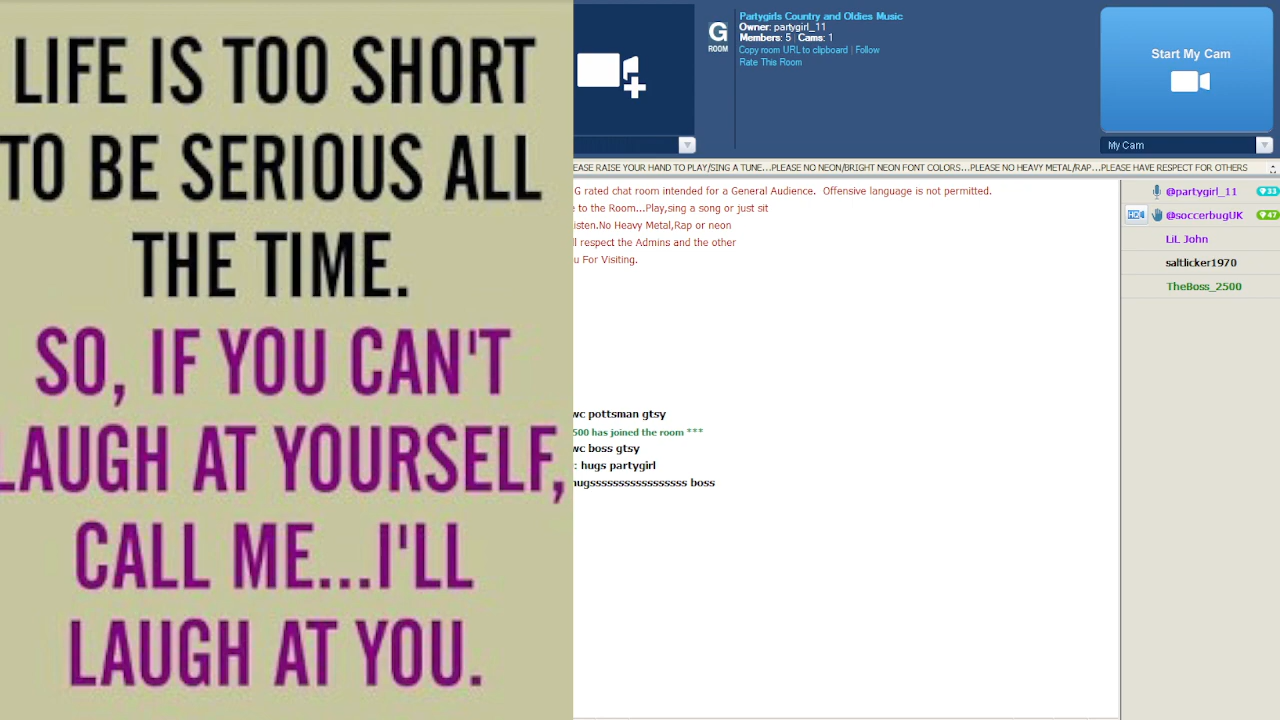 LIFE IS TOO SHORT
TO BE SERIOUS ALL
THE TIME.
SO, IF YOU CAN'T
LAUGH AT YOURSELF,
CALL ME...I'LL
LAUGH AT YOU.
G
ROOM
Partygirls Country and Oldies Music
Owner: partygirl_11
Members: 5 Cams: 1
Copy room URL to clipboard | Follow
Rate This Room
Start My Cam
My Cam
EASE RAISE YOUR HAND TO PLAY/SING A TUNE...PLEASE NO NEON/BRIGHT NEON FONT COLORS...PLEASE NO HEAVY METAL/RAP...PLEASE HAVE RESPECT FOR OTHERS
G rated chat room intended for a General Audience. Offensive language is not permitted.
e to the Room...Play,sing a song or just sit
isten.No Heavy Metal,Rap or neon
ll respect the Admins and the other
u For Visiting.
wc pottsman gtsy
500 has joined the room ***
wc boss gtsy
: hugs partygirl
hugsssssssssssssssss boss
@partygirl_11 33
HD @soccerbugUK 47
LiL John
saltlicker1970
TheBoss_2500